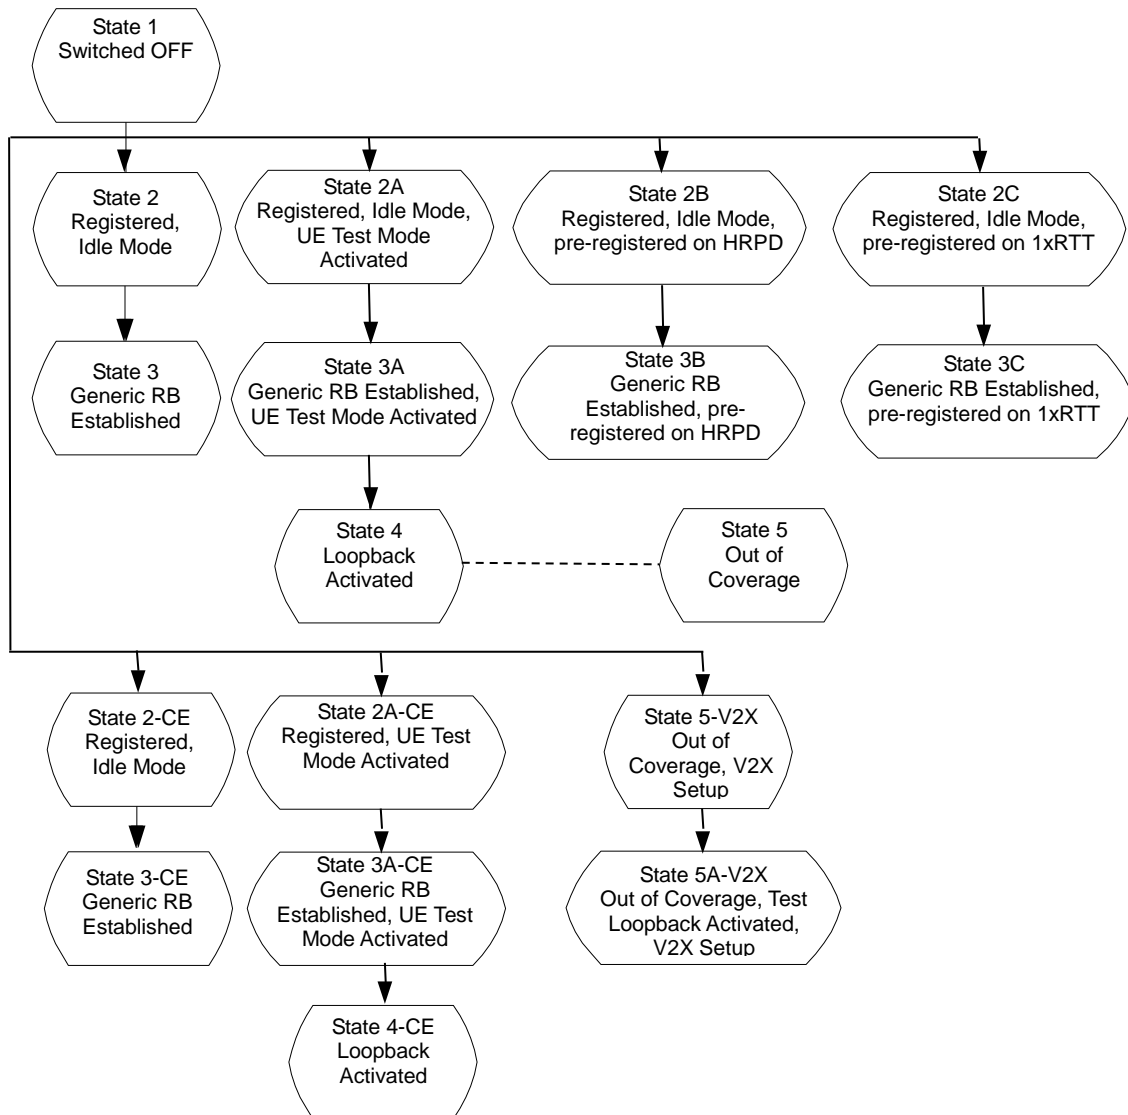 State 1
Switched OFF
State 2
Registered,
Idle Mode
State 2A
Registered, Idle Mode,
UE Test Mode
Activated
State 2B
Registered, Idle Mode,
pre-registered on HRPD
State 2C
Registered, Idle Mode,
pre-registered on 1xRTT
State 3
Generic RB
Established
State 3A
Generic RB Established,
UE Test Mode Activated
State 3B
Generic RB
Established, pre-
registered on HRPD
State 3C
Generic RB Established,
pre-registered on 1xRTT
State 4
Loopback
Activated
State 5
Out of
Coverage
State 2-CE
Registered,
Idle Mode
State 2A-CE
Registered, UE Test
Mode Activated
State 5-V2X
Out of
Coverage, V2X
Setup
State 3-CE
Generic RB
Established
State 3A-CE
Generic RB
Established, UE Test
Mode Activated
State 5A-V2X
Out of Coverage, Test
Loopback Activated,
V2X Setup
State 4-CE
Loopback
Activated